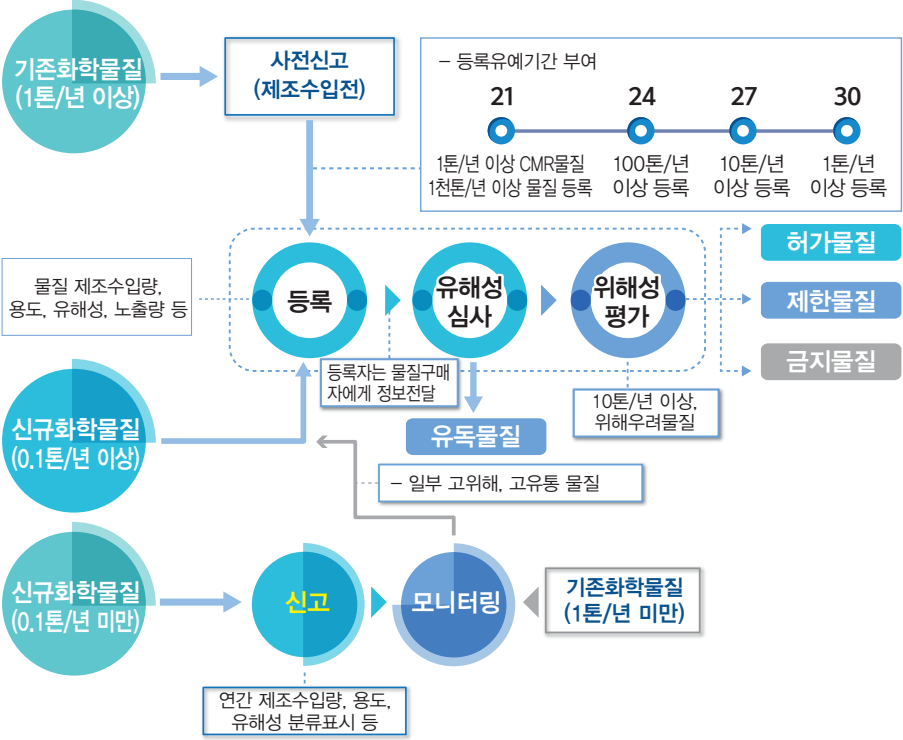 기존화학물질
(1톤/년 이상)
사전신고
(제조수입전)
– 등록유예기간 부여
21
24
27
30
1톤/년 이상 CMR물질
1천톤/년 이상 물질 등록
100톤/년
이상 등록
10톤/년
이상 등록
1톤/년
이상 등록
물질 제조수입량,
용도, 유해성, 노출량 등
등록
유해성
심사
위해성
평가
허가물질
제한물질
금지물질
등록자는 물질구매
자에게 정보전달
유독물질
10톤/년 이상,
위해우려물질
신규화학물질
(0.1톤/년 이상)
– 일부 고위해, 고유통 물질
신규화학물질
(0.1톤/년 미만)
신고
모니터링
기존화학물질
(1톤/년 미만)
연간 제조수입량, 용도,
유해성 분류표시 등